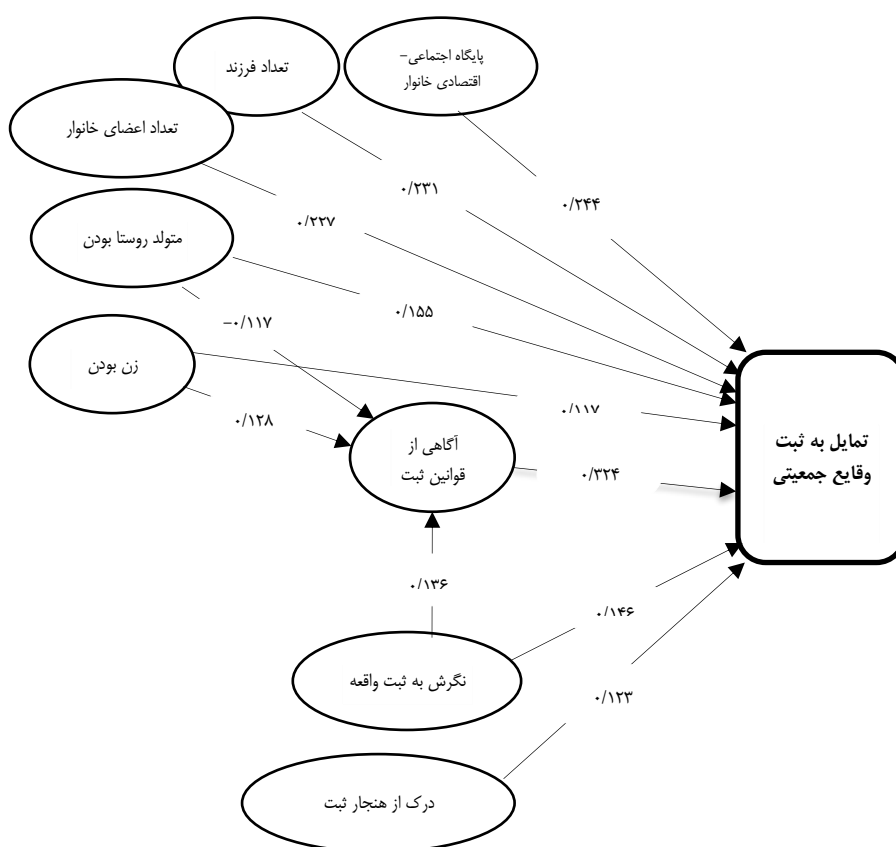 پایگاه اجتماعی–
اقتصادی خانوار
تعداد فرزند
تعداد اعضای خانوار
۰/۲۳۱
۰/۲۴۴
۰/۲۲۷
متولد روستا بودن
۰/۱۵۵
–۰/۱۱۷
زن بودن
۰/۱۱۷
۰/۱۲۸
آگاهی از
قوانین ثبت
۰/۳۲۴
تمایل به ثبت
وقایع جمعیتی
۰/۱۳۶
۰/۱۴۶
نگرش به ثبت واقعه
۰/۱۲۳
درک از هنجار ثبت